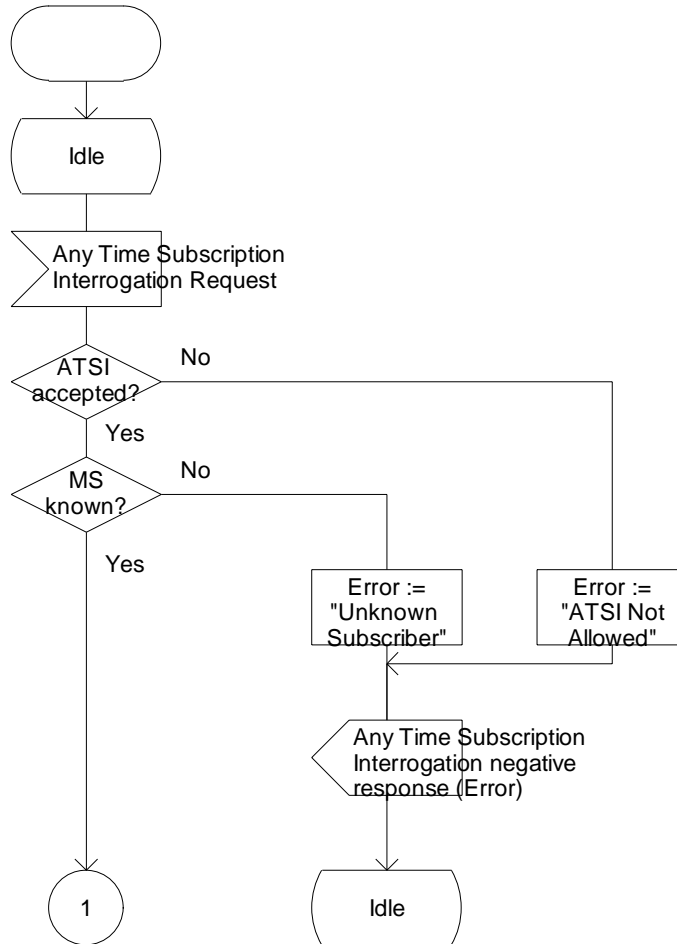 Idle
Any Time Subscription
Interrogation Request
ATSI
accepted?
No
Yes
MS
known?
No
Yes
Error :=
"Unknown
Subscriber"
Error :=
"ATSI Not
Allowed"
Any Time Subscription
Interrogation negative
response (Error)
1
Idle